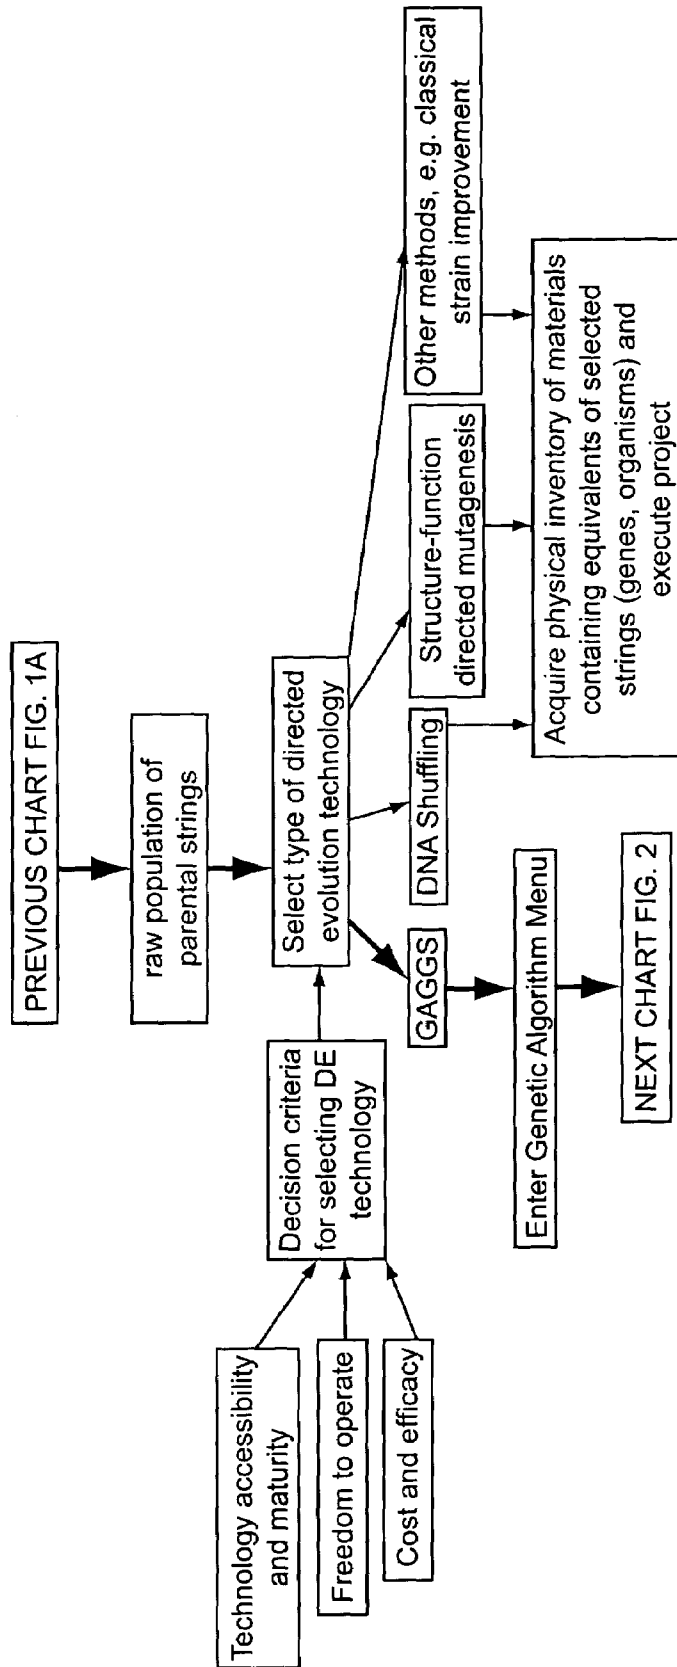 PREVIOUS CHART FIG. 1A
raw population of
parental strings
Technology accessibility
and maturity
Freedom to operate
Cost and efficacy
Decision criteria
for selecting DE
technology
Select type of directed
evolution technology
GAGGS
DNA Shuffling
Structure-function
directed mutagenesis
Other methods, e.g. classical
strain improvement
Enter Genetic Algorithm Menu
NEXT CHART FIG. 2
Acquire physical inventory of materials
containing equivalents of selected
strings (genes, organisms) and
execute project